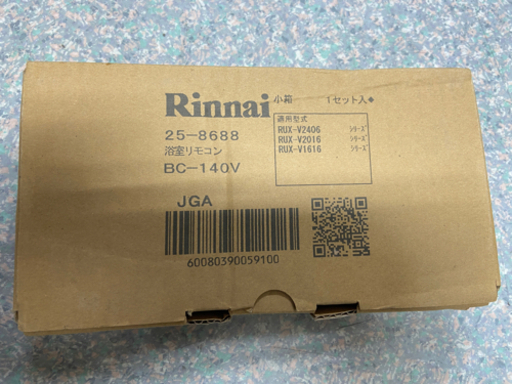 Rinnai 小箱 1セット入◆
25-8688
浴室リモコン
BC-140V
適用型式
RUX-V2406 シリーズ
RUX-V2016 シリーズ
RUX-V1616 シリーズ
JGA
60080390059100